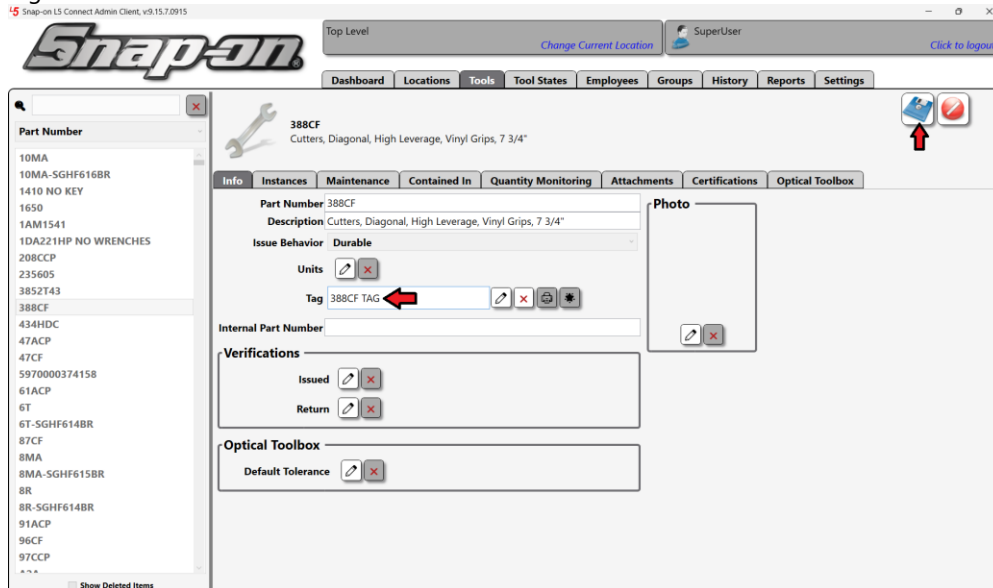 Snap-on L5 Connect Admin Client, v:9.15.7.0915
Snap-on
Top Level
Change Current Location
SuperUser
Click to logout
Dashboard Locations Tools Tool States Employees Groups History Reports Settings
Part Number
10MA
10MA-SGHF616BR
1410 NO KEY
1650
1AM1541
1DA221HP NO WRENCHES
208CCP
235605
3852T43
388CF
434HDC
47ACP
47CF
5970000374158
61ACP
6T
6T-SGHF614BR
87CF
8MA
8MA-SGHF615BR
8R
8R-SGHF614BR
91ACP
96CF
97CCP
Show Deleted Items
388CF
Cutters, Diagonal, High Leverage, Vinyl Grips, 7 3/4"
Info Instances Maintenance Contained In Quantity Monitoring Attachments Certifications Optical Toolbox
Part Number 388CF
Description Cutters, Diagonal, High Leverage, Vinyl Grips, 7 3/4"
Issue Behavior Durable
Units
Tag 388CF TAG
Internal Part Number
Verifications
Issued
Return
Optical Toolbox
Default Tolerance
Photo